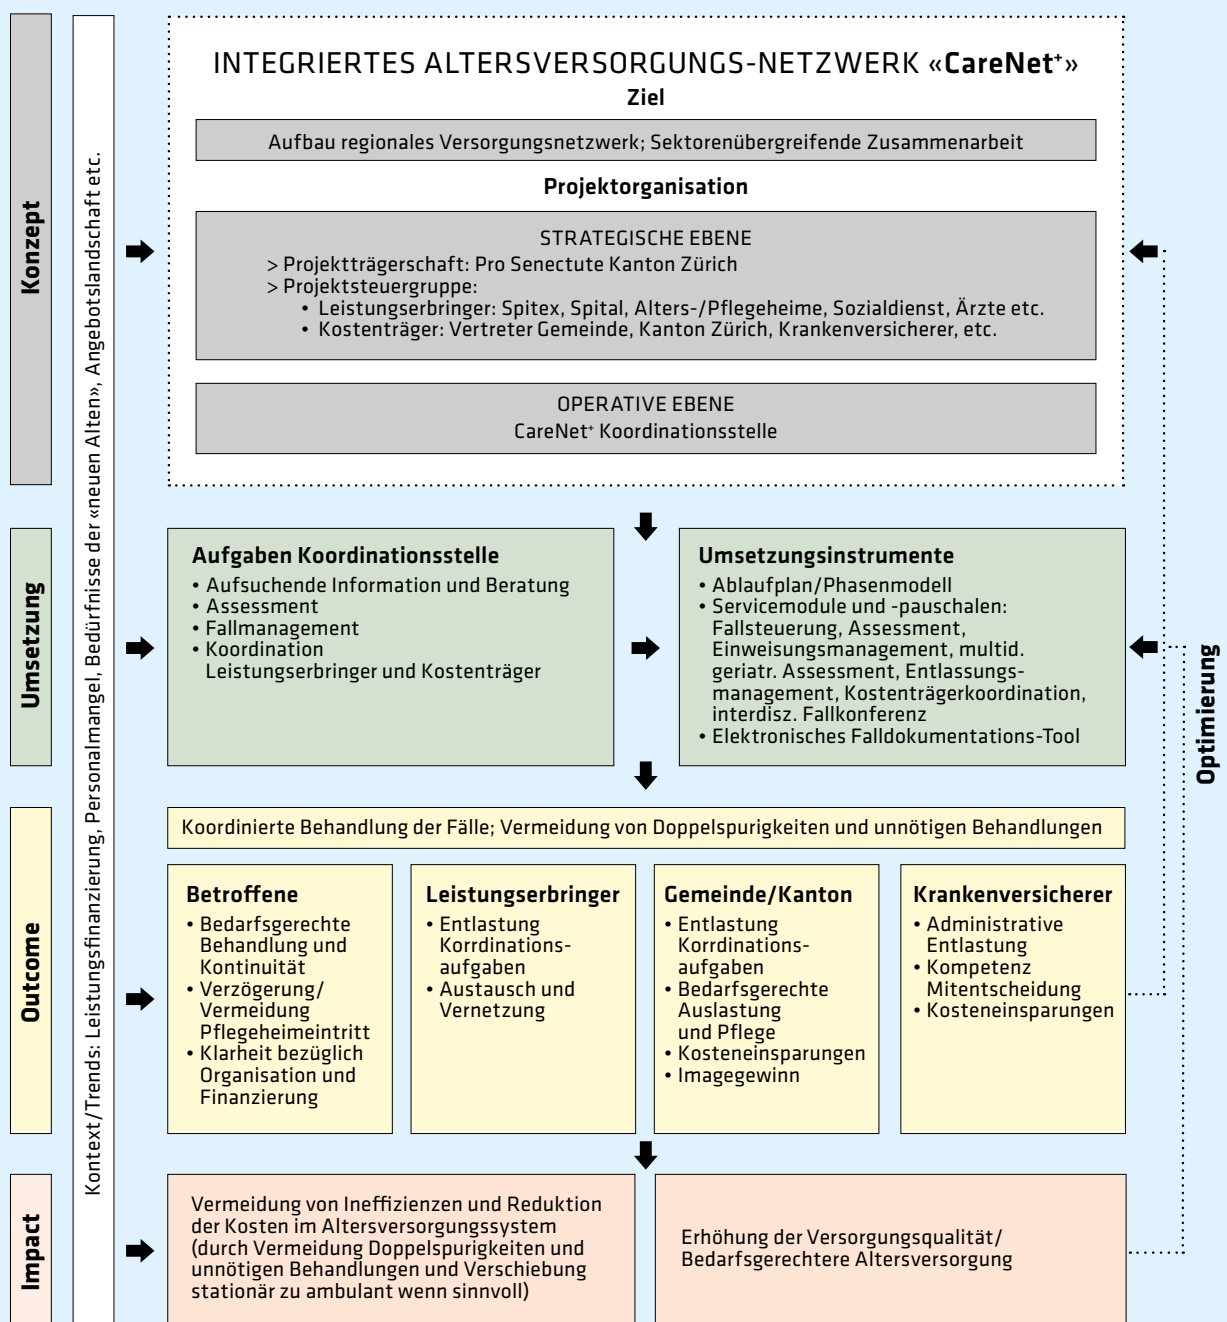 Konzept
Kontext/Trends: Leistungsfinanzierung, Personalmangel, Bedürfnisse der «neuen Alten», Angebotslandschaft etc.
INTEGRIERTES ALTERSVERSORGUNGS-NETZWERK «CareNet⁺»
Ziel
Aufbau regionales Versorgungsnetzwerk; Sektorenübergreifende Zusammenarbeit
Projektorganisation
STRATEGISCHE EBENE
> Projektträgerschaft: Pro Senectute Kanton Zürich
> Projektsteuergruppe:
• Leistungserbringer: Spitex, Spital, Alters-/Pflegeheime, Sozialdienst, Ärzte etc.
• Kostenträger: Vertreter Gemeinde, Kanton Zürich, Krankenversicherer, etc.
OPERATIVE EBENE
CareNet⁺ Koordinationsstelle
Umsetzung
Aufgaben Koordinationsstelle
• Aufsuchende Information und Beratung
• Assessment
• Fallmanagement
• Koordination
Leistungserbringer und Kostenträger
Umsetzungsinstrumente
• Ablaufplan/Phasenmodell
• Servicemodule und -pauschalen:
Fallsteuerung, Assessment,
Einweisungsmanagement, multid.
geriatr. Assessment, Entlassungs-
management, Kostenträgerkoordination,
interdisz. Fallkonferenz
• Elektronisches Falldokumentations-Tool
Optimierung
Outcome
Koordinierte Behandlung der Fälle; Vermeidung von Doppelspurigkeiten und unnötigen Behandlungen
Betroffene
• Bedarfsgerechte
Behandlung und
Kontinuität
• Verzögerung/
Vermeidung
Pflegeheimeintritt
• Klarheit bezüglich
Organisation und
Finanzierung
Leistungserbringer
• Entlastung
Korrdinations-
aufgaben
• Austausch und
Vernetzung
Gemeinde/Kanton
• Entlastung
Korrdinations-
aufgaben
• Bedarfsgerechte
Auslastung
und Pflege
• Kosteneinsparungen
• Imagegewinn
Krankenversicherer
• Administrative
Entlastung
• Kompetenz
Mitentscheidung
• Kosteneinsparungen
Impact
Vermeidung von Ineffizienzen und Reduktion
der Kosten im Altersversorgungssystem
(durch Vermeidung Doppelspurigkeiten und
unnötigen Behandlungen und Verschiebung
stationär zu ambulant wenn sinnvoll)
Erhöhung der Versorgungsqualität/
Bedarfsgerechtere Altersversorgung